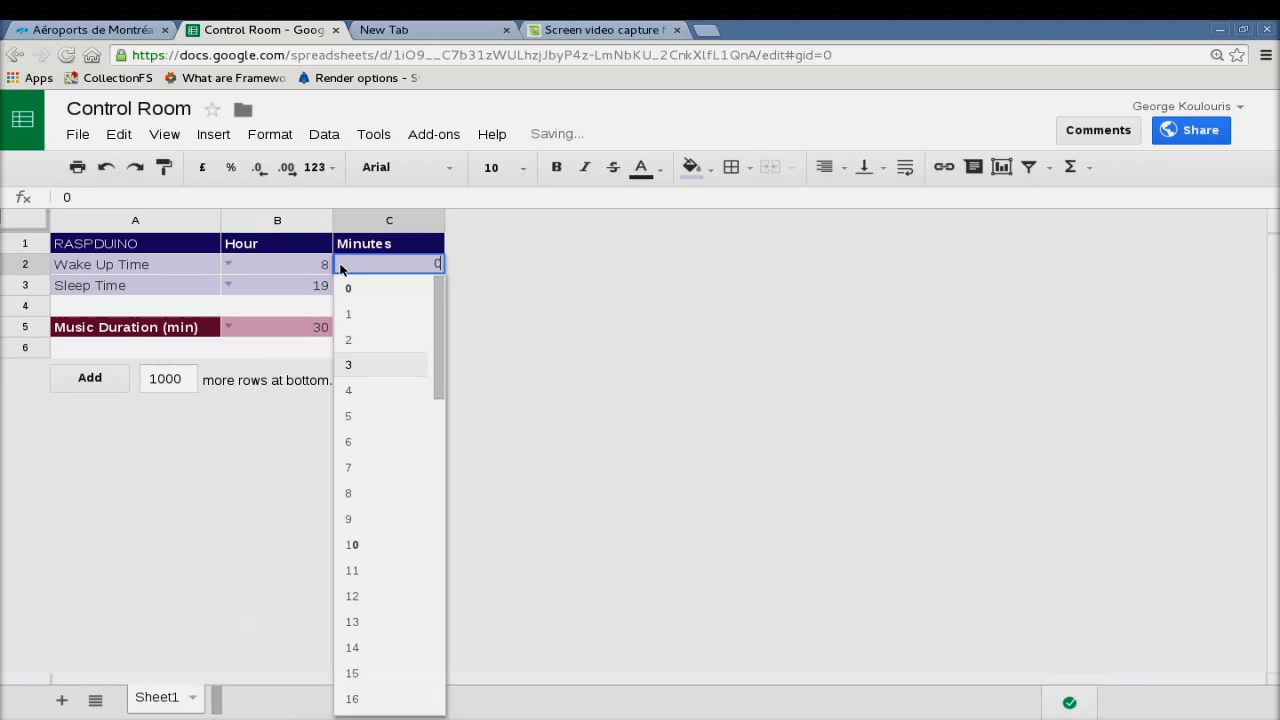 Aéroports de Montréa
Control Room - Goog
New Tab
Screen video capture f
https://docs.google.com/spreadsheets/d/1iO9__C7b31zWULhzjJbyP4z-LmNbKU_2CnkXlfL1QnA/edit#gid=0
Apps
CollectionFS
What are Framewo
Render options - S
Control Room
George Koulouris
File Edit View Insert Format Data Tools Add-ons Help Saving...
Comments
Share
£ % .0 .00 123 Arial 10 B I S A Σ
fx 0
A B C
1 RASPDUINO Hour Minutes
2 Wake Up Time 8 0
3 Sleep Time 19
4
5 Music Duration (min) 30
6
Add 1000 more rows at bottom.
0
1
2
3
4
5
6
7
8
9
10
11
12
13
14
15
16
+ Sheet1